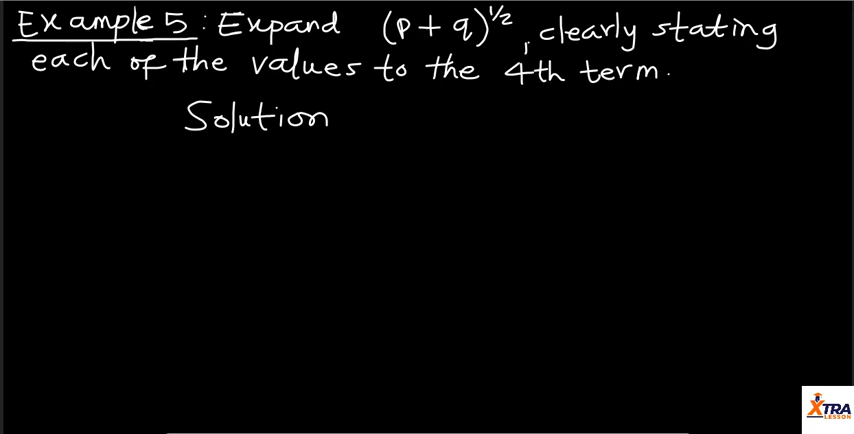 Example 5: Expand (p + q)^1/2, clearly stating
each of the values to the 4th term.
Solution
XTRA
LESSON